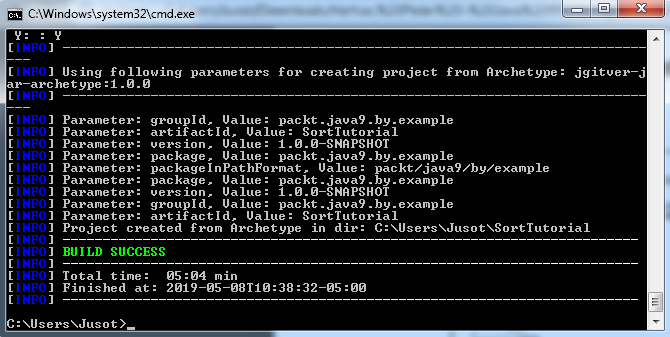 C:\Windows\system32\cmd.exe
Y: : Y
[INFO] ------------------------------------------------------------------------
---
[INFO] Using following parameters for creating project from Archetype: jgitver-j
ar-archetype:1.0.0
[INFO] ------------------------------------------------------------------------
---
[INFO] Parameter: groupId, Value: packt.java9.by.example
[INFO] Parameter: artifactId, Value: SortTutorial
[INFO] Parameter: version, Value: 1.0.0-SNAPSHOT
[INFO] Parameter: package, Value: packt.java9.by.example
[INFO] Parameter: packageInPathFormat, Value: packt/java9/by/example
[INFO] Parameter: package, Value: packt.java9.by.example
[INFO] Parameter: version, Value: 1.0.0-SNAPSHOT
[INFO] Parameter: groupId, Value: packt.java9.by.example
[INFO] Parameter: artifactId, Value: SortTutorial
[INFO] Project created from Archetype in dir: C:\Users\Jusot\SortTutorial
[INFO] ------------------------------------------------------------------------
[INFO] BUILD SUCCESS
[INFO] ------------------------------------------------------------------------
[INFO] Total time:  05:04 min
[INFO] Finished at: 2019-05-08T10:38:32-05:00
[INFO] ------------------------------------------------------------------------
C:\Users\Jusot>_